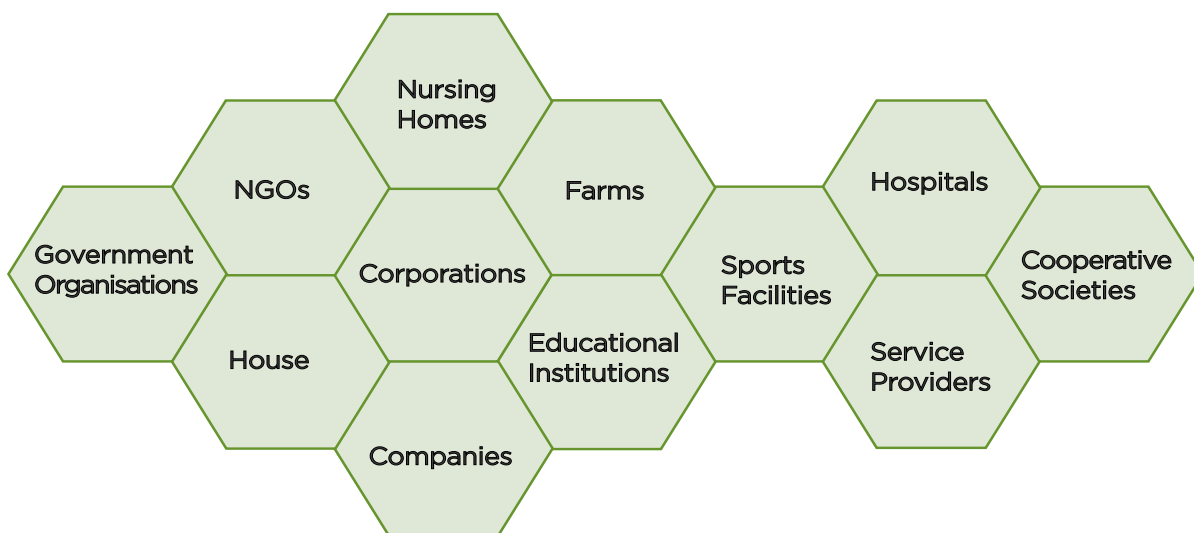 Nursing
Homes
NGOs
Farms
Hospitals
Government
Organisations
Corporations
Sports
Facilities
Cooperative
Societies
House
Educational
Institutions
Service
Providers
Companies